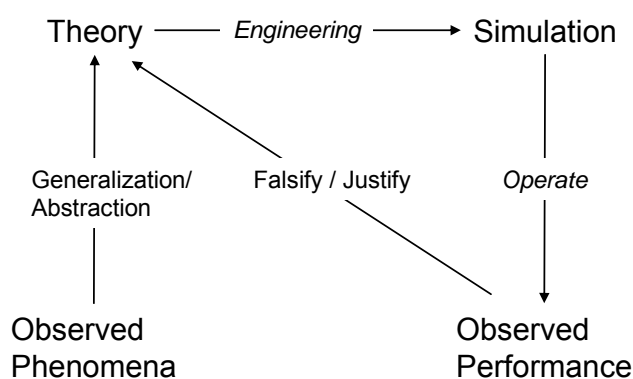 Theory
Engineering
Simulation
Generalization/
Abstraction
Falsify / Justify
Operate
Observed
Phenomena
Observed
Performance